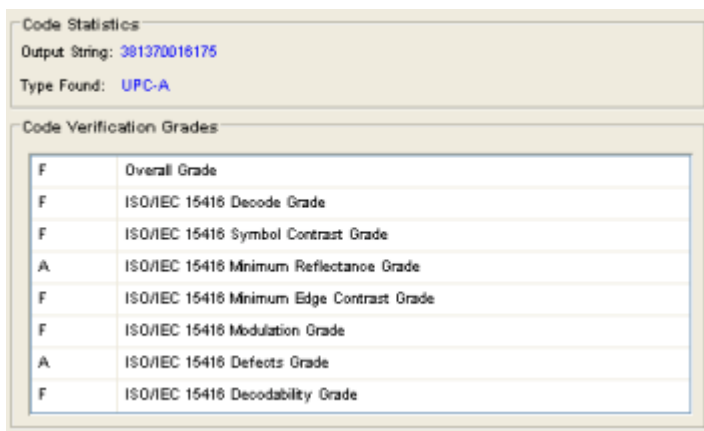 Code Statistics
Output String: 381370016175
Type Found: UPC-A
Code Verification Grades
F Overall Grade
F ISO/IEC 15416 Decode Grade
F ISO/IEC 15416 Symbol Contrast Grade
A ISO/IEC 15416 Minimum Reflectance Grade
F ISO/IEC 15416 Minimum Edge Contrast Grade
F ISO/IEC 15416 Modulation Grade
A ISO/IEC 15416 Defects Grade
F ISO/IEC 15416 Decodability Grade